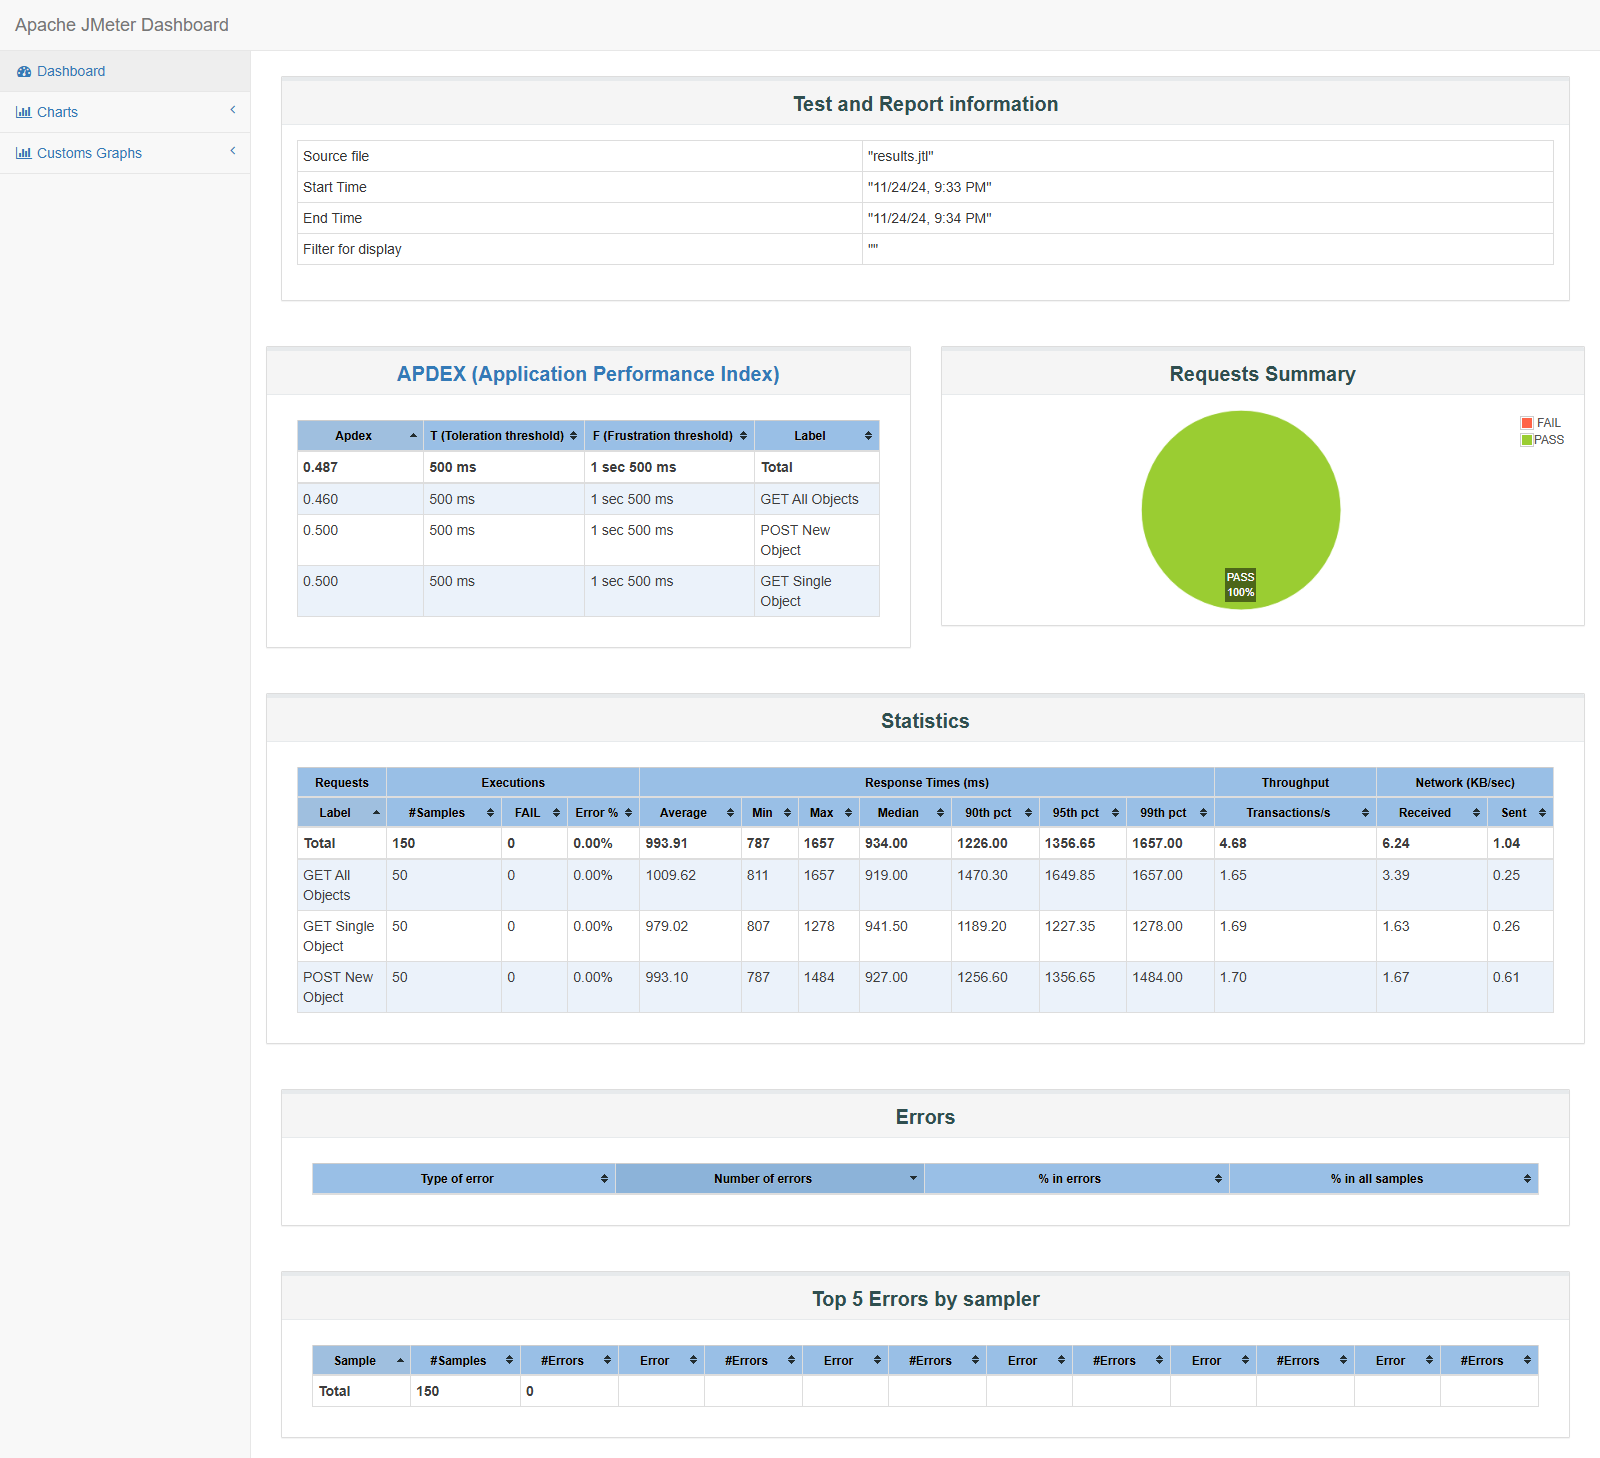 Apache JMeter Dashboard
Dashboard
Charts
Customs Graphs
Test and Report information
Source file "results.jtl"
Start Time "11/24/24, 9:33 PM"
End Time "11/24/24, 9:34 PM"
Filter for display ""
APDEX (Application Performance Index)
Apdex T (Toleration threshold) F (Frustration threshold) Label
0.487 500 ms 1 sec 500 ms Total
0.460 500 ms 1 sec 500 ms GET All Objects
0.500 500 ms 1 sec 500 ms POST New
Object
0.500 500 ms 1 sec 500 ms GET Single
Object
Requests Summary
FAIL
PASS
PASS
100%
Statistics
Requests Executions Response Times (ms) Throughput Network (KB/sec)
Label #Samples FAIL Error % Average Min Max Median 90th pct 95th pct 99th pct Transactions/s Received Sent
Total 150 0 0.00% 993.91 787 1657 934.00 1226.00 1356.65 1657.00 4.68 6.24 1.04
GET All
Objects 50 0 0.00% 1009.62 811 1657 919.00 1470.30 1649.85 1657.00 1.65 3.39 0.25
GET Single
Object 50 0 0.00% 979.02 807 1278 941.50 1189.20 1227.35 1278.00 1.69 1.63 0.26
POST New
Object 50 0 0.00% 993.10 787 1484 927.00 1256.60 1356.65 1484.00 1.70 1.67 0.61
Errors
Type of error Number of errors % in errors % in all samples
Top 5 Errors by sampler
Sample #Samples #Errors Error #Errors Error #Errors Error #Errors Error #Errors Error #Errors
Total 150 0